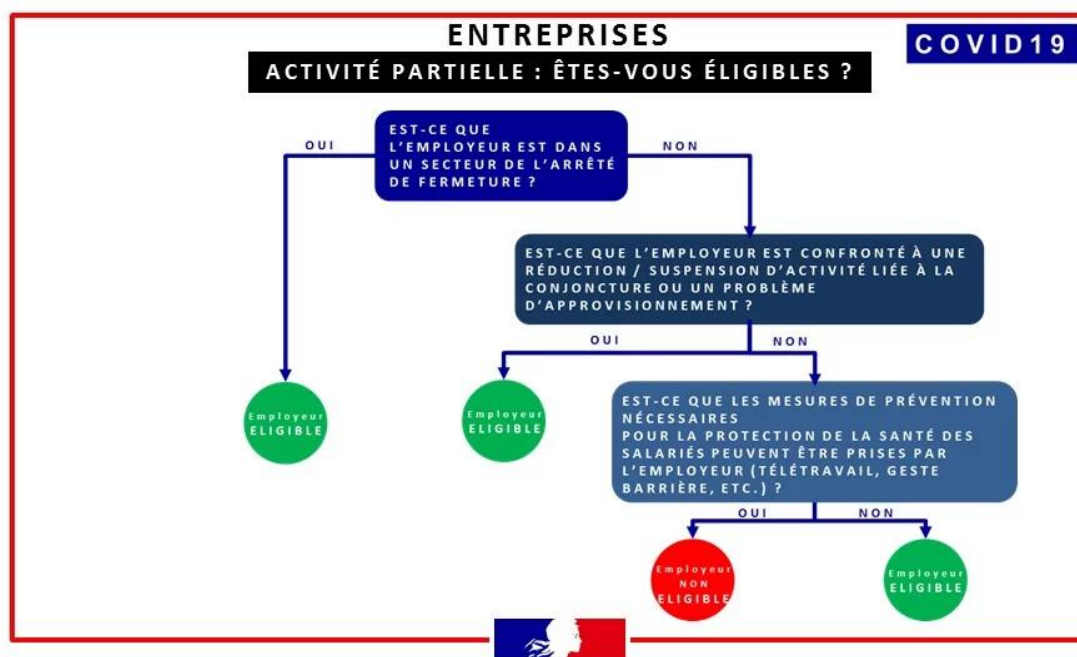 ENTREPRISES
COVID19
ACTIVITÉ PARTIELLE : ÊTES-VOUS ÉLIGIBLES ?
EST-CE QUE
L'EMPLOYEUR EST DANS
UN SECTEUR DE L'ARRÊTÉ
DE FERMETURE ?
OUI
NON
EST-CE QUE L'EMPLOYEUR EST CONFRONTÉ À UNE
RÉDUCTION / SUSPENSION D'ACTIVITÉ LIÉE À LA
CONJONCTURE OU UN PROBLÈME
D'APPROVISIONNEMENT ?
OUI
NON
Employeur
ELIGIBLE
Employeur
ELIGIBLE
EST-CE QUE LES MESURES DE PRÉVENTION
NÉCESSAIRES
POUR LA PROTECTION DE LA SANTÉ DES
SALARIÉS PEUVENT ÊTRE PRISES PAR
L'EMPLOYEUR (TÉLÉTRAVAIL, GESTE
BARRIÈRE, ETC.) ?
OUI
NON
Employeur
NON
ELIGIBLE
Employeur
ELIGIBLE